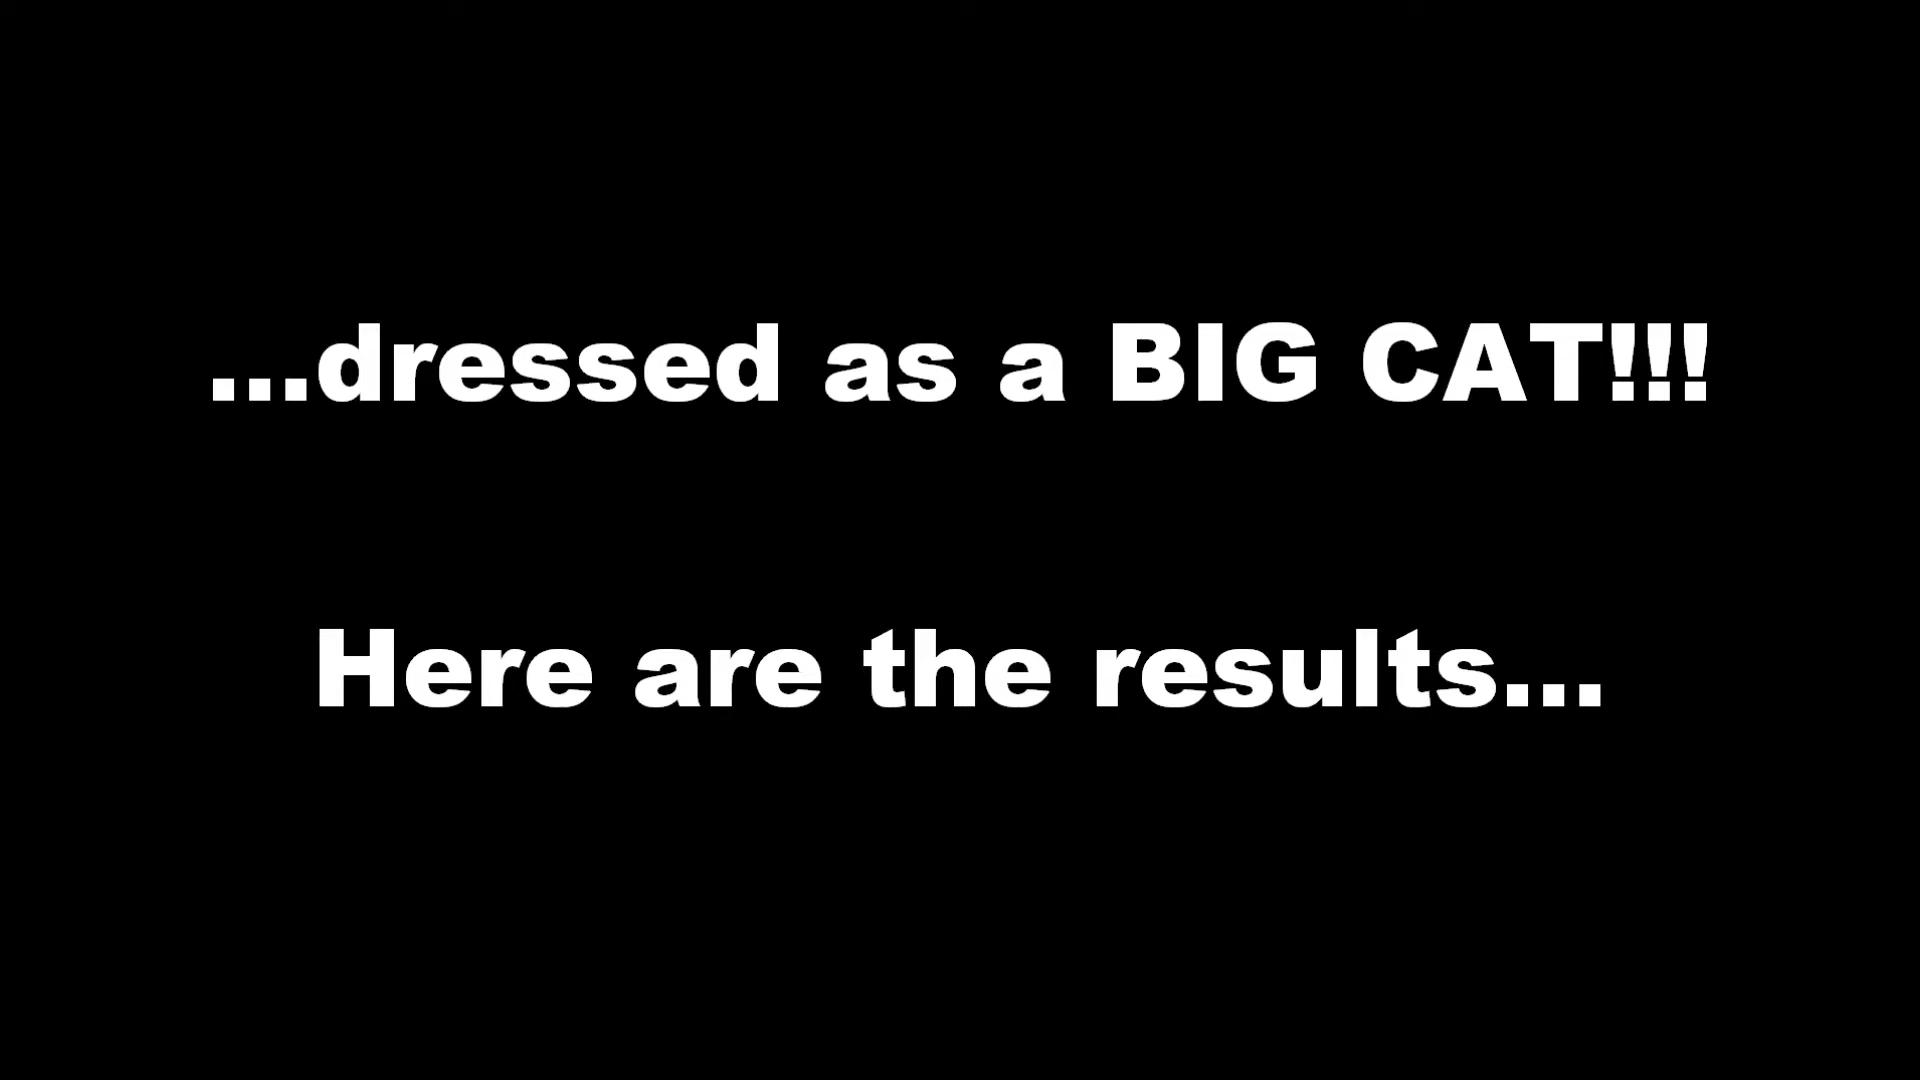 ...dressed as a BIG CAT!!!
Here are the results...